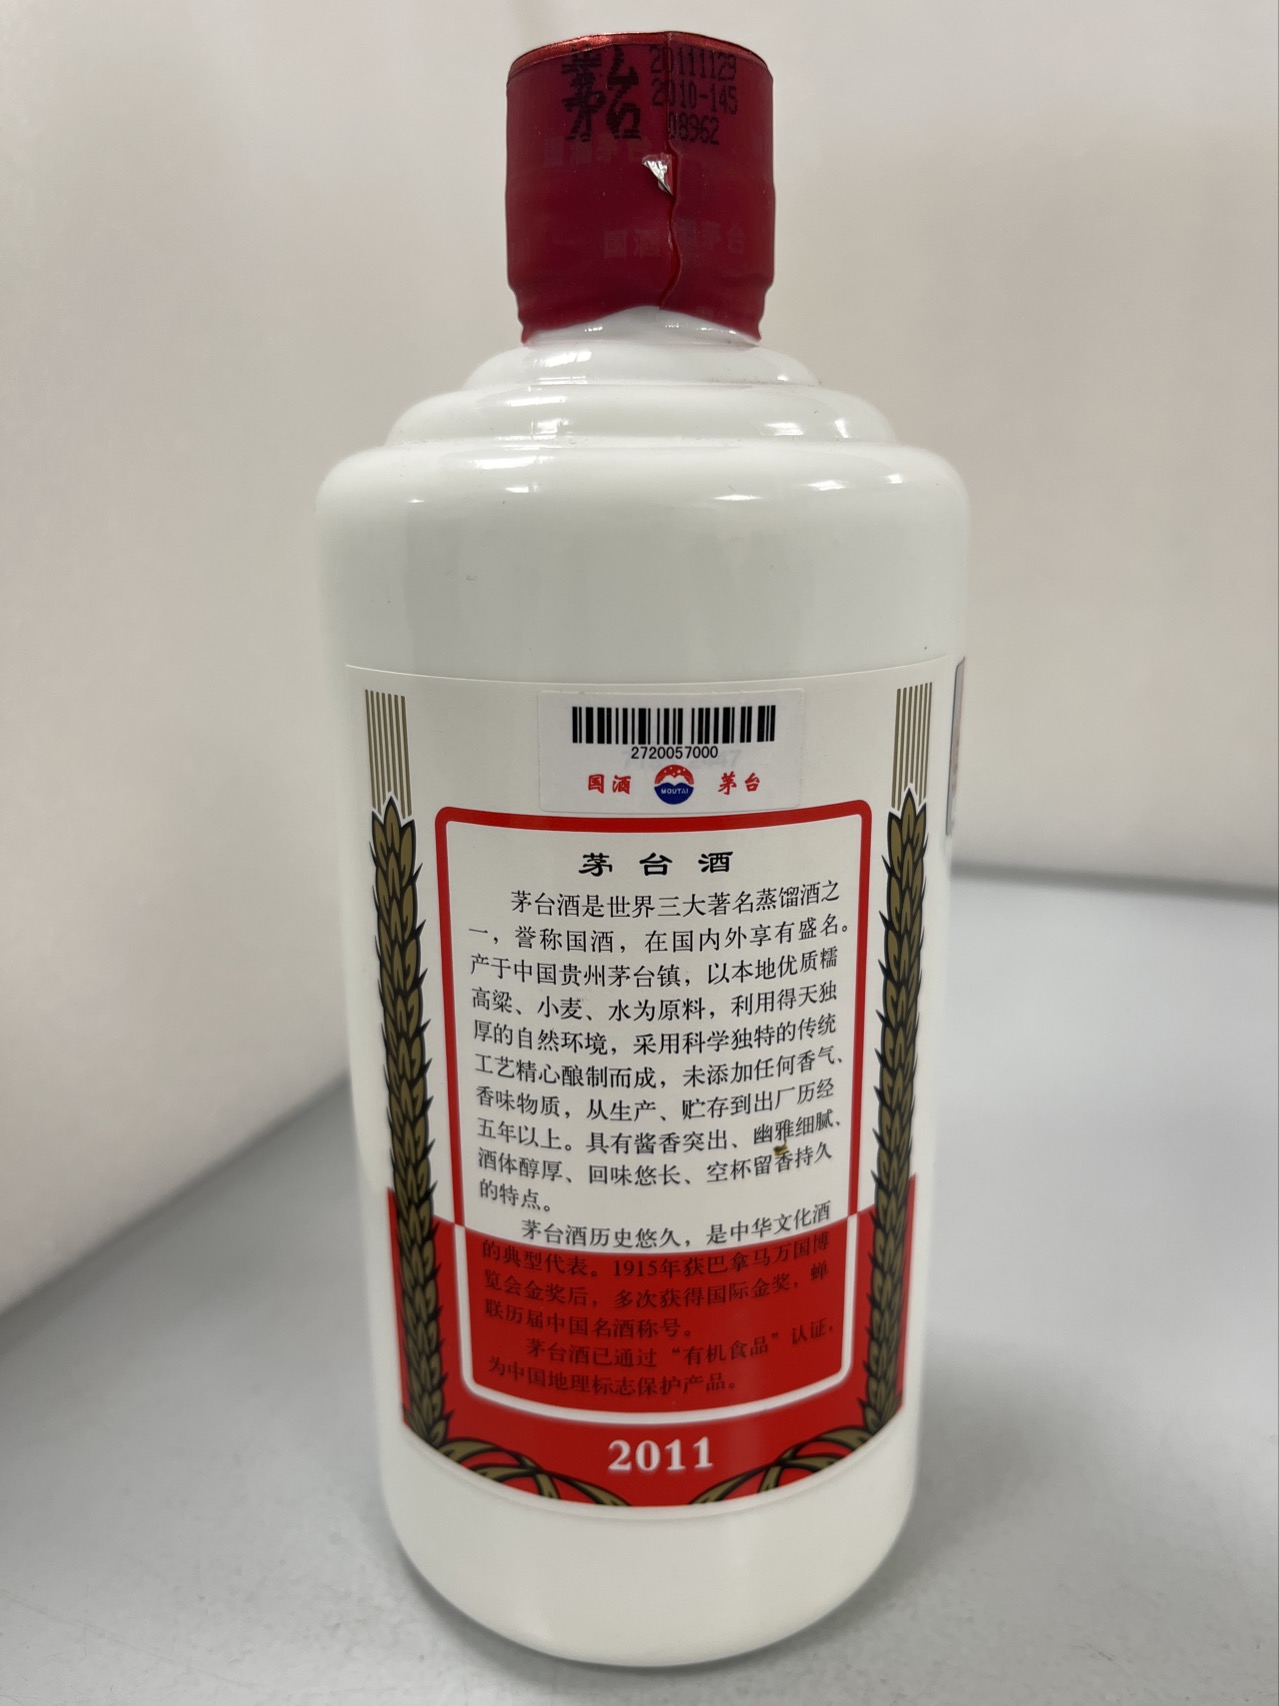 茅台
20111129
2010-145
08962
2720057000
国酒
MOUTAI
茅台
茅台酒
茅台酒是世界三大著名蒸馏酒之
一，誉称国酒，在国内外享有盛名。
产于中国贵州茅台镇，以本地优质糯
高粱、小麦、水为原料，利用得天独
厚的自然环境，采用科学独特的传统
工艺精心酿制而成，未添加任何香气、
香味物质，从生产、贮存到出厂历经
五年以上。具有酱香突出、幽雅细腻、
酒体醇厚、回味悠长、空杯留香持久
的特点。
茅台酒历史悠久，是中华文化酒
的典型代表。1915年获巴拿马万国博
览会金奖后，多次获得国际金奖，蝉
联历届中国名酒称号。
茅台酒已通过“有机食品”认证，
为中国地理标志保护产品。
2011